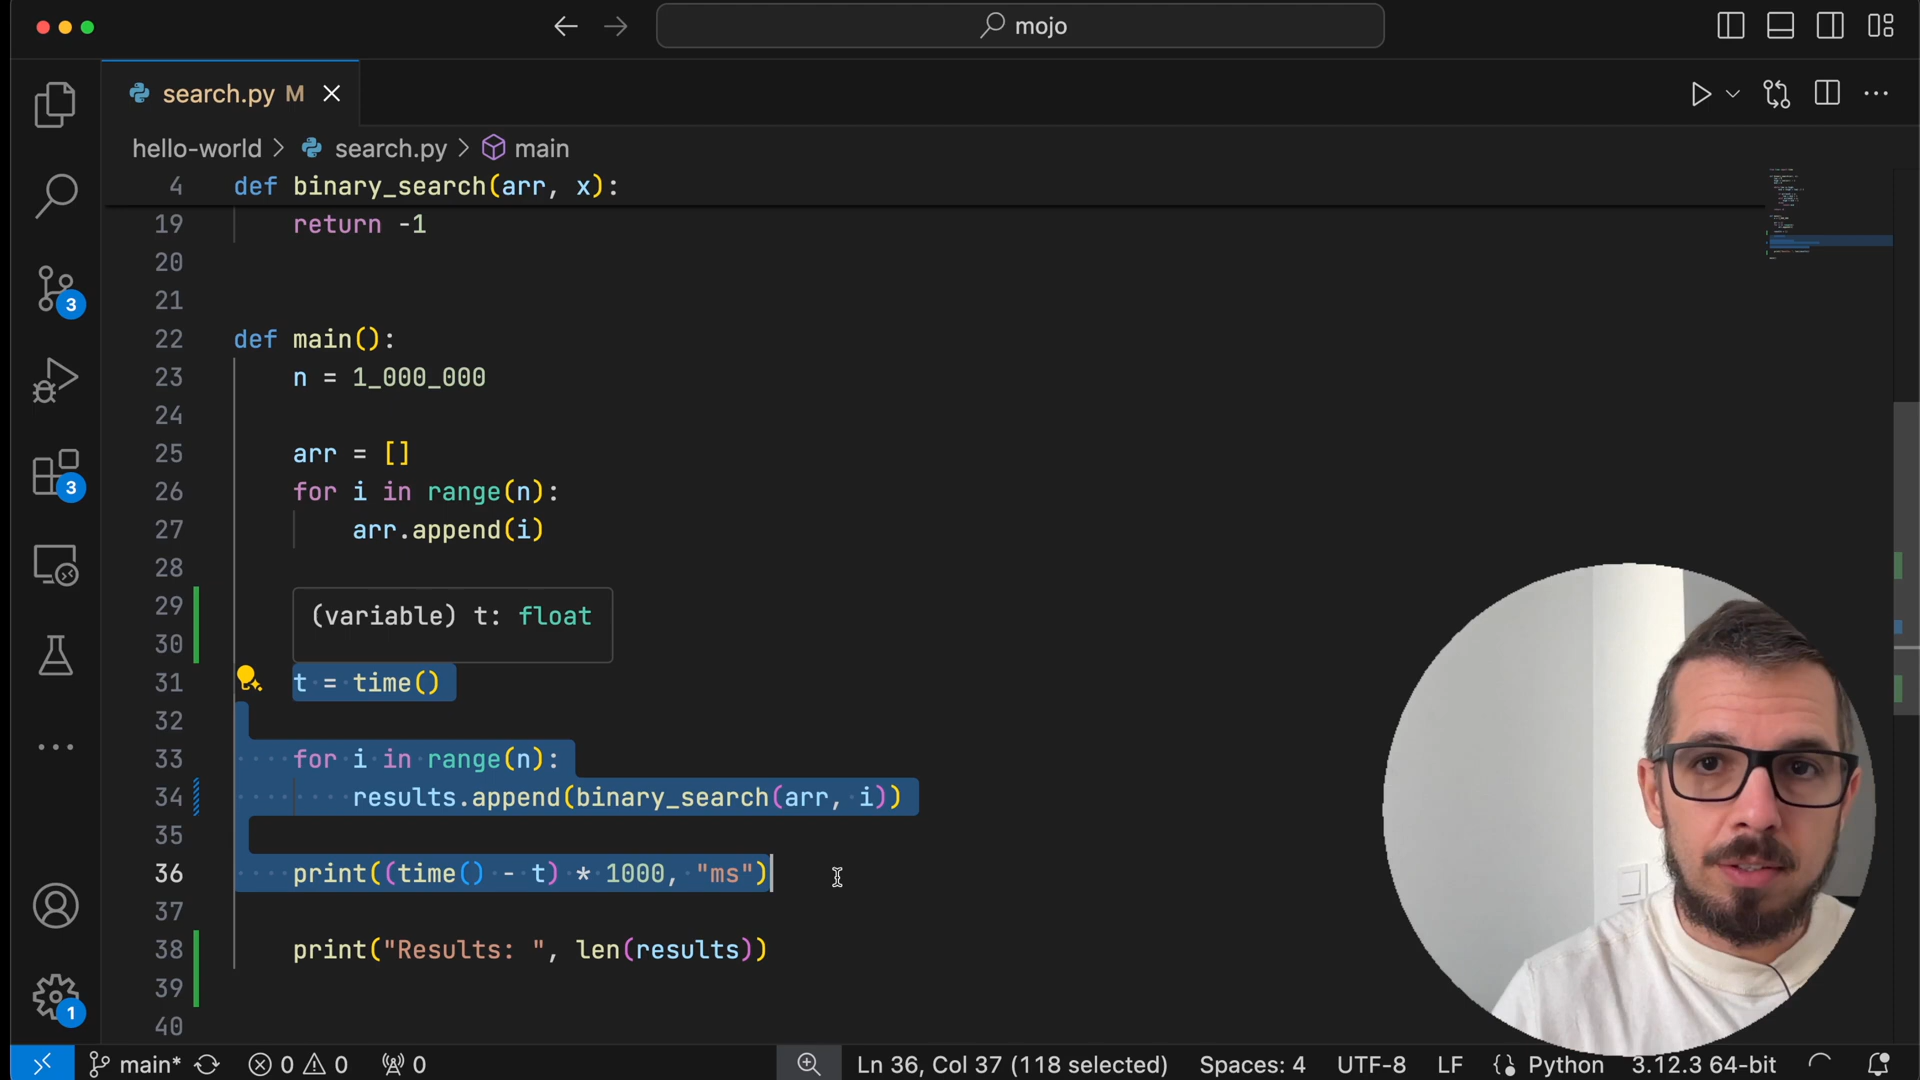 mojo
search.py M
hello-world > search.py > main
4 def binary_search(arr, x):
19 return -1
20
21
22 def main():
23 n = 1_000_000
24
25 arr = []
26 for i in range(n):
27 arr.append(i)
28
29
(variable) t: float
30
31 t = time()
32
33 for i in range(n):
34 results.append(binary_search(arr, i))
35
36 print((time() - t) * 1000, "ms")
37
38 print("Results: ", len(results))
39
40
3
3
1
main* 0 0 0 Ln 36, Col 37 (118 selected) Spaces: 4 UTF-8 LF Python 3.12.3 64-bit